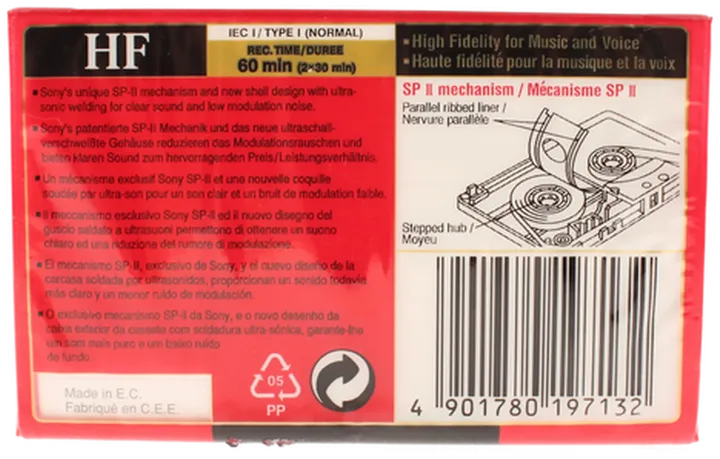 HF
IEC I / TYPE I (NORMAL)
REC. TIME/DUREE
60 min (2×30 min)
▪ High Fidelity for Music and Voice
▪ Haute fidélité pour la musique et la voix
▪ Sony's unique SP-II mechanism and new shell design with ultra-
sonic welding for clear sound and low modulation noise.
▪ Sony's patentierte SP-II Mechanik und das neue ultraschall-
verschweißte Gehäuse reduzieren das Modulationsrauschen und
bieten klaren Sound zum hervorragenden Preis/Leistungsverhältnis.
▪ Un mécanisme exclusif Sony SP-II et une nouvelle coquille
soudée par ultra-son pour un son clair et un bruit de modulation faible.
▪ Il meccanismo esclusivo Sony SP-II ed il nuovo disegno del
guscio saldato a ultrasuoni permettono di ottenere un suono
chiaro ed una riduzione del rumore di modulazione.
▪ El mecanismo SP-II, exclusivo de Sony, y el nuevo diseño de la
carcasa soldada por ultrasonidos, proporcionan un sonido todavía
más claro y un menor ruido de modulación.
▪ O exclusivo mecanismo SP-II da Sony, e o novo desenho da
caixa exterior da cassete com soldadura ultra-sónica, garante-lhe
um som mais puro e um baixo ruído
de fundo.
Made in E.C.
Fabriqué en C.E.E.
05
PP
SP II mechanism / Mécanisme SP II
Parallel ribbed liner /
Nervure parallèle
Stepped hub /
Moyeu
4 901780 197132